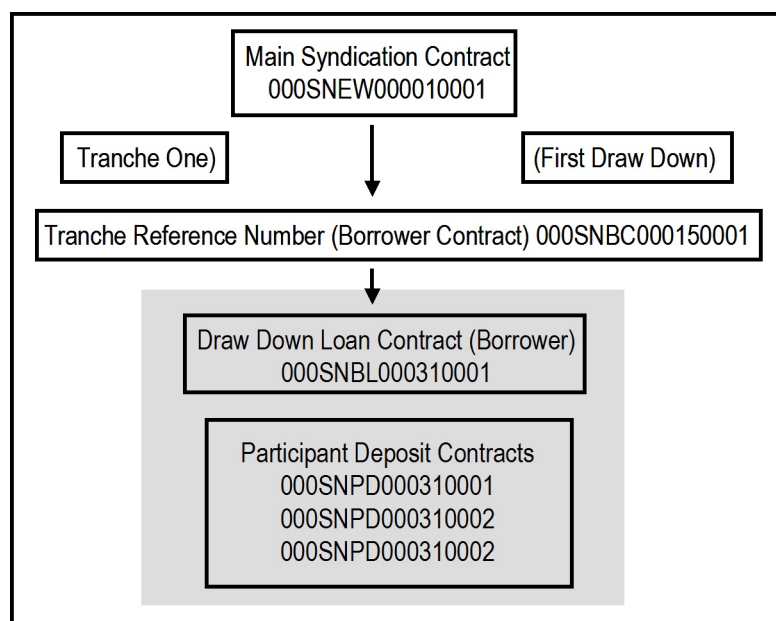 Main Syndication Contract
000SNEW000010001
Tranche One)
(First Draw Down)
Tranche Reference Number (Borrower Contract) 000SNBC000150001
Draw Down Loan Contract (Borrower)
000SNBL000310001
Participant Deposit Contracts
000SNPD000310001
000SNPD000310002
000SNPD000310002